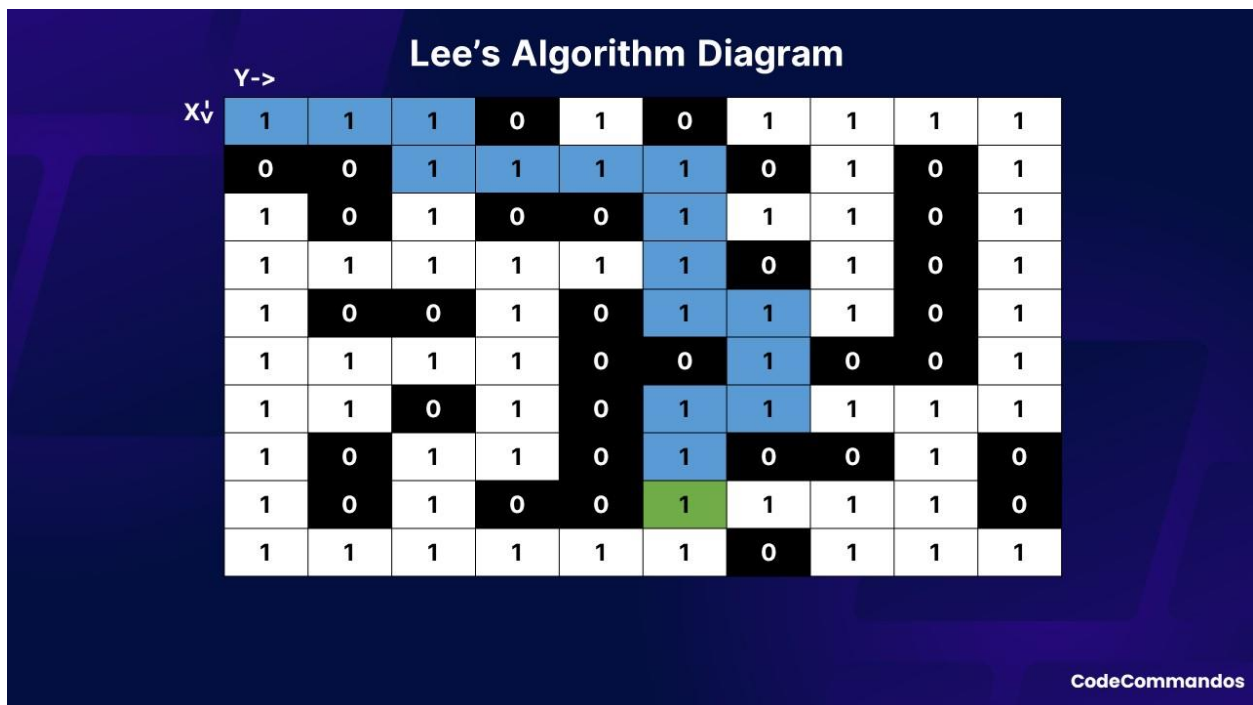 Lee's Algorithm Diagram
Y->
X->
1 1 1 0 1 0 1 1 1 1
0 0 1 1 1 1 0 1 0 1
1 0 1 0 0 1 1 1 0 1
1 1 1 1 1 1 0 1 0 1
1 0 0 1 0 1 1 1 0 1
1 1 1 1 0 0 1 0 0 1
1 1 0 1 0 1 1 1 1 1
1 0 1 1 0 1 0 0 1 0
1 0 1 0 0 1 1 1 1 0
1 1 1 1 1 1 0 1 1 1
CodeCommandos